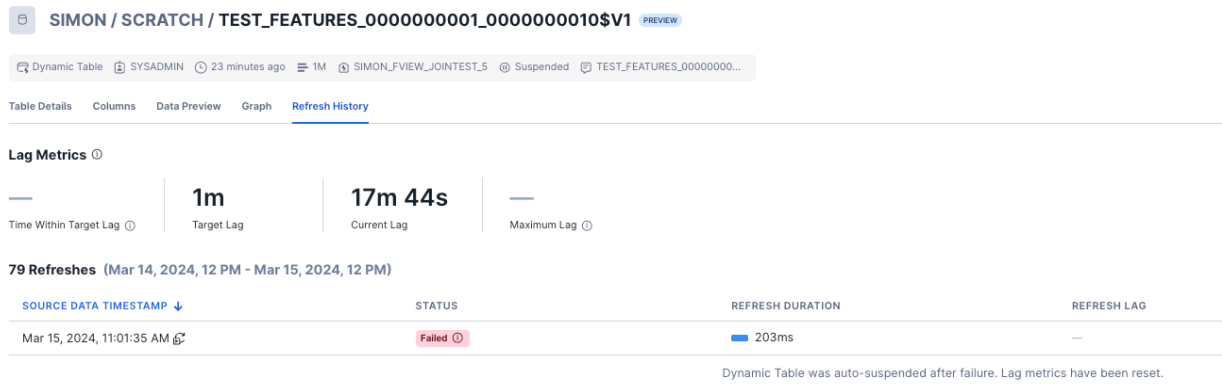 SIMON / SCRATCH / TEST_FEATURES_0000000001_0000000010$V1 PREVIEW
Dynamic Table SYSADMIN 23 minutes ago 1M SIMON_FVIEW_JOINTEST_5 Suspended TEST_FEATURES_00000000...
Table Details Columns Data Preview Graph Refresh History
Lag Metrics
— 1m 17m 44s —
Time Within Target Lag Target Lag Current Lag Maximum Lag
79 Refreshes (Mar 14, 2024, 12 PM - Mar 15, 2024, 12 PM)
SOURCE DATA TIMESTAMP ↓ STATUS REFRESH DURATION REFRESH LAG
Mar 15, 2024, 11:01:35 AM Failed 203ms —
Dynamic Table was auto-suspended after failure. Lag metrics have been reset.